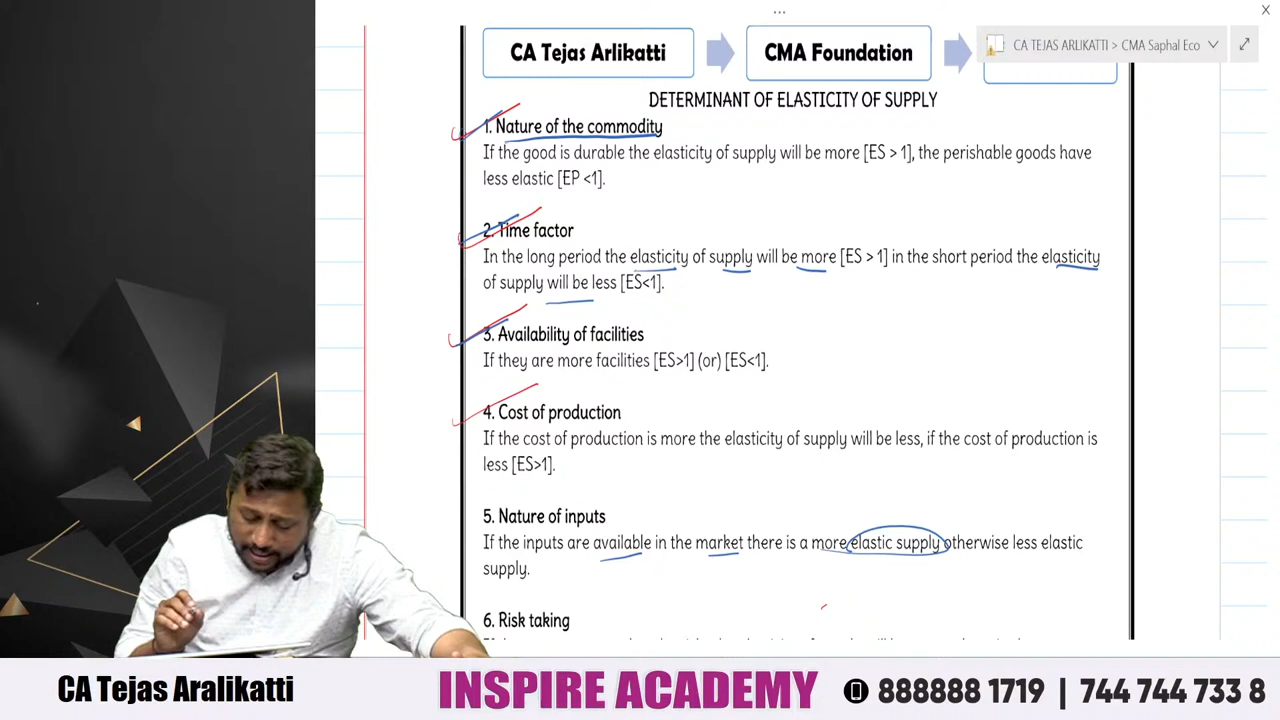 CA Tejas Arlikatti
CMA Foundation
CA TEJAS ARLIKATTI > CMA Saphal Eco
DETERMINANT OF ELASTICITY OF SUPPLY
1. Nature of the commodity
If the good is durable the elasticity of supply will be more [ES > 1], the perishable goods have
less elastic [EP <1].
2. Time factor
In the long period the elasticity of supply will be more [ES > 1] in the short period the elasticity
of supply will be less [ES<1].
3. Availability of facilities
If they are more facilities [ES>1] (or) [ES<1].
4. Cost of production
If the cost of production is more the elasticity of supply will be less, if the cost of production is
less [ES>1].
5. Nature of inputs
If the inputs are available in the market there is a more elastic supply otherwise less elastic
supply.
6. Risk taking
CA Tejas Aralikatti
INSPIRE ACADEMY
888888 1719 | 744 744 733 8